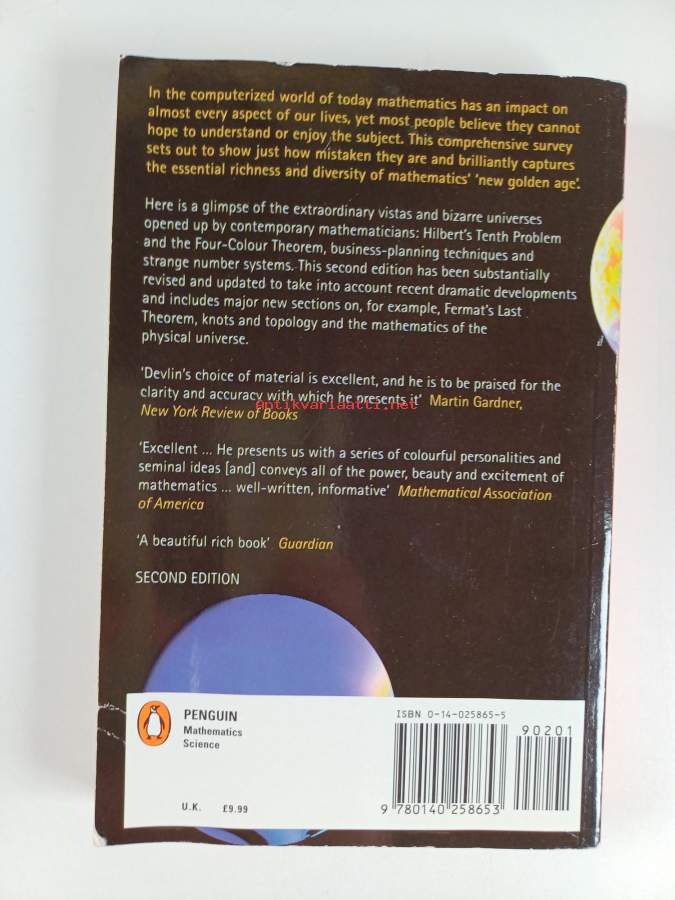 In the computerized world of today mathematics has an impact on
almost every aspect of our lives, yet most people believe they cannot
hope to understand or enjoy the subject. This comprehensive survey
sets out to show just how mistaken they are and brilliantly captures
the essential richness and diversity of mathematics' 'new golden age'.
Here is a glimpse of the extraordinary vistas and bizarre universes
opened up by contemporary mathematicians: Hilbert's Tenth Problem
and the Four-Colour Theorem, business-planning techniques and
strange number systems. This second edition has been substantially
revised and updated to take into account recent dramatic developments
and includes major new sections on, for example, Fermat's Last
Theorem, knots and topology and the mathematics of the
physical universe.
'Devlin's choice of material is excellent, and he is to be praised for the
clarity and accuracy with which he presents it' Martin Gardner,
antikvariaatti.net
New York Review of Books
'Excellent ... He presents us with a series of colourful personalities and
seminal ideas [and] conveys all of the power, beauty and excitement of
mathematics ... well-written, informative' Mathematical Association
of America
'A beautiful rich book' Guardian
SECOND EDITION
PENGUIN
Mathematics
Science
U.K. £9.99
ISBN 0-14-025865-5
90201
9 780140 258653